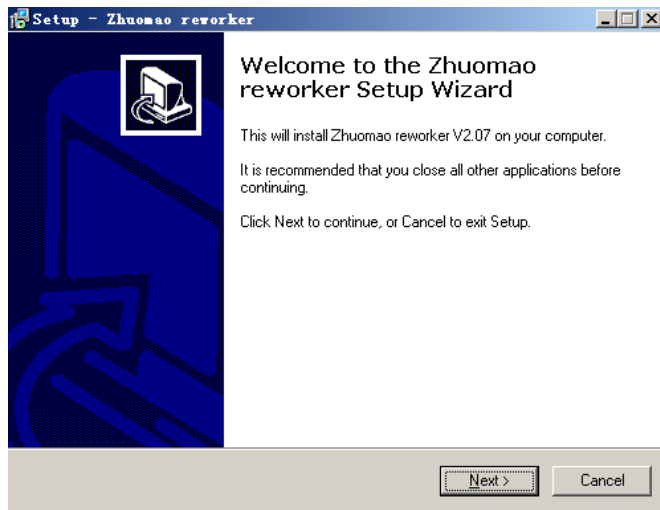 Setup - Zhuomao reworker
Welcome to the Zhuomao
reworker Setup Wizard
This will install Zhuomao reworker V2.07 on your computer.
It is recommended that you close all other applications before
continuing.
Click Next to continue, or Cancel to exit Setup.
Next >
Cancel